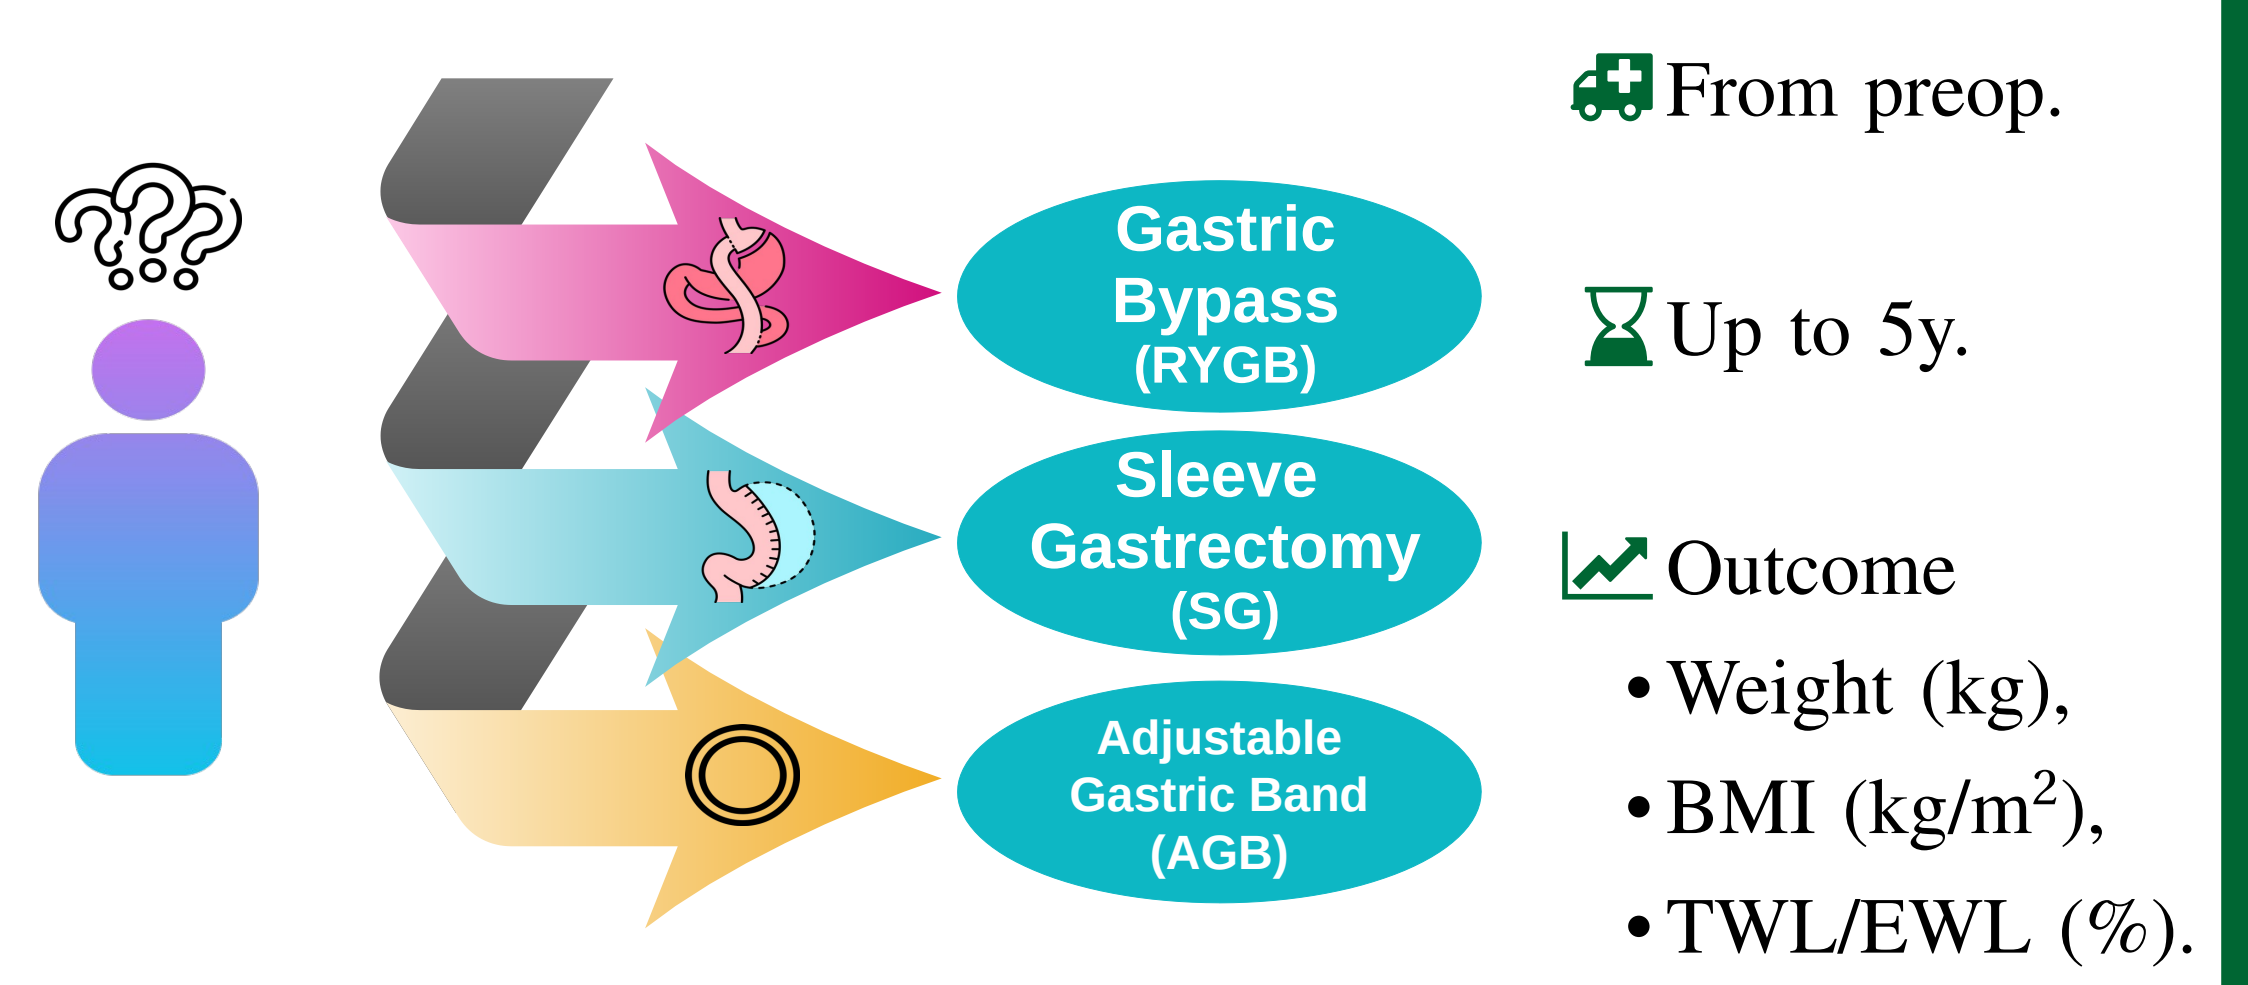 Gastric
Bypass
(RYGB)
Sleeve
Gastrectomy
(SG)
Adjustable
Gastric Band
(AGB)
From preop.
Up to 5y.
Outcome
• Weight (kg),
• BMI (kg/m²),
• TWL/EWL (%).